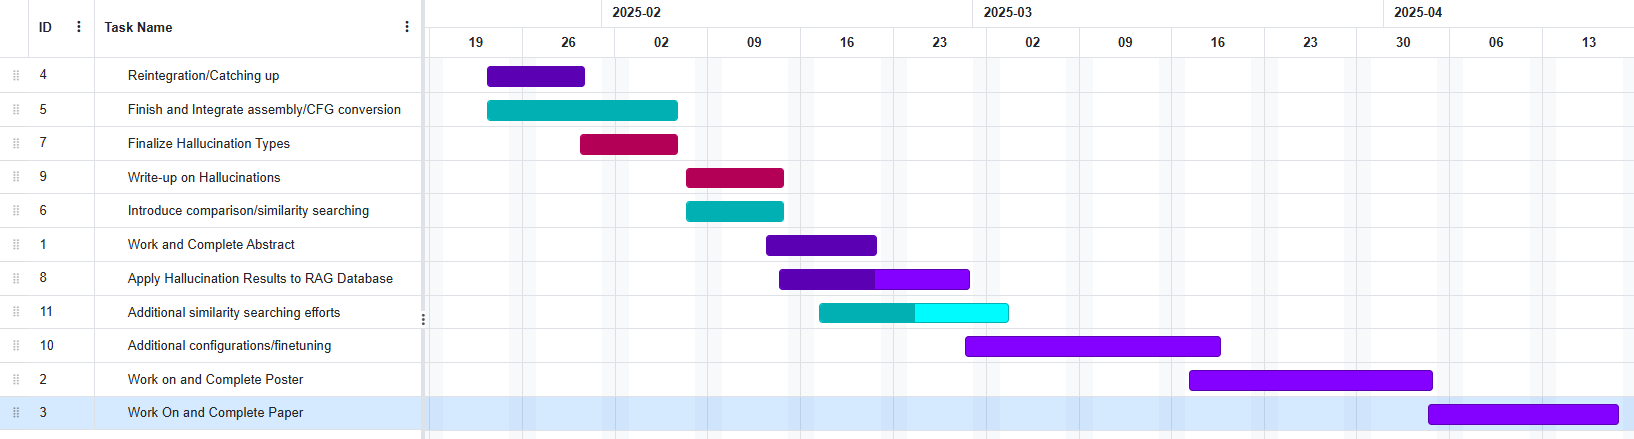 ID Task Name 2025-02 2025-03 2025-04
19 26 02 09 16 23 02 09 16 23 30 06 13
4 Reintegration/Catching up
5 Finish and Integrate assembly/CFG conversion
7 Finalize Hallucination Types
9 Write-up on Hallucinations
6 Introduce comparison/similarity searching
1 Work and Complete Abstract
8 Apply Hallucination Results to RAG Database
11 Additional similarity searching efforts
10 Additional configurations/finetuning
2 Work on and Complete Poster
3 Work On and Complete Paper